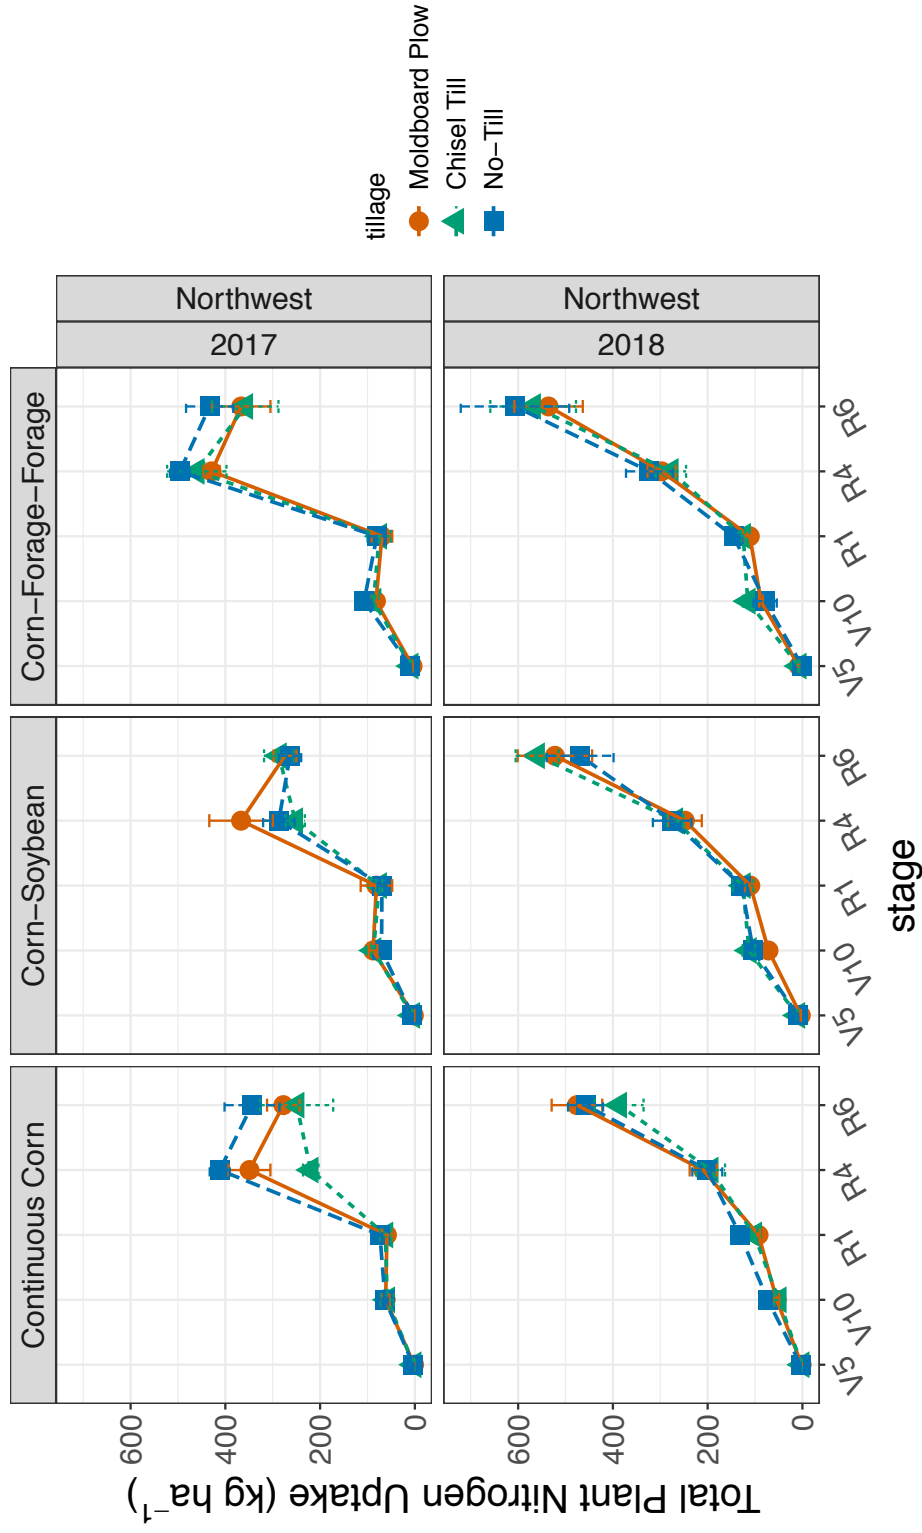 Continuous Corn
Corn−Soybean
Corn−Forage−Forage
2017
Northwest
2018
Northwest
600
400
200
0
600
400
200
0
V5
V10
R1
R4
R6
V5
V10
R1
R4
R6
V5
V10
R1
R4
R6
stage
Total Plant Nitrogen Uptake (kg ha⁻¹)
tillage
Moldboard Plow
Chisel Till
No−Till